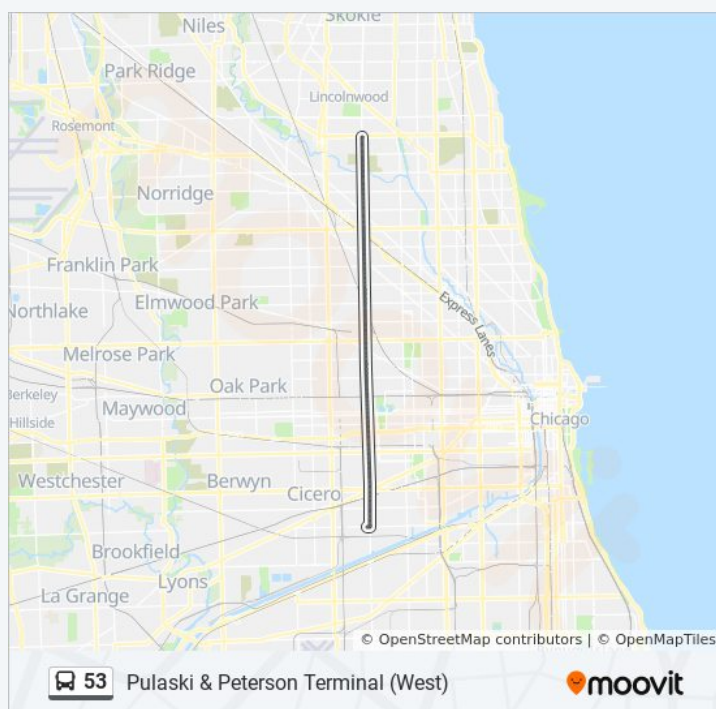 Skokie
Niles
Park Ridge
Lincolnwood
Rosemont
Norridge
Franklin Park
Elmwood Park
Northlake
Express Lanes
Melrose Park
Oak Park
Berkeley
Maywood
Chicago
Hillside
Westchester
Berwyn
Cicero
Brookfield
Lyons
La Grange
© OpenStreetMap contributors | © OpenMapTiles
53 Pulaski & Peterson Terminal (West)
moovit